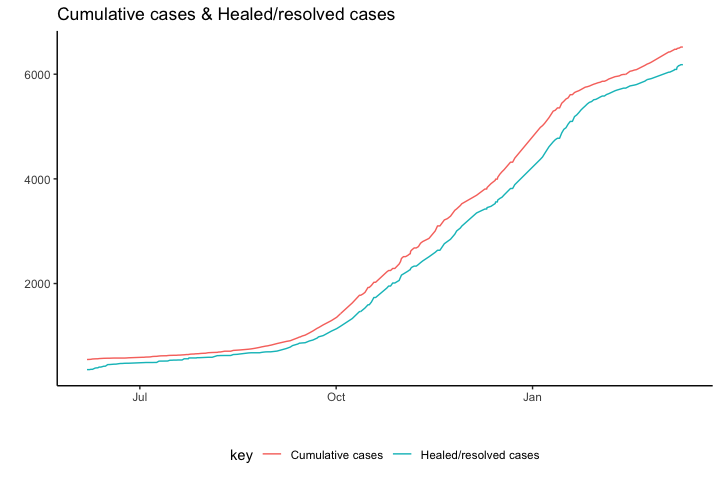 Cumulative cases & Healed/resolved cases
6000
4000
2000
Jul Oct Jan
key Cumulative cases Healed/resolved cases